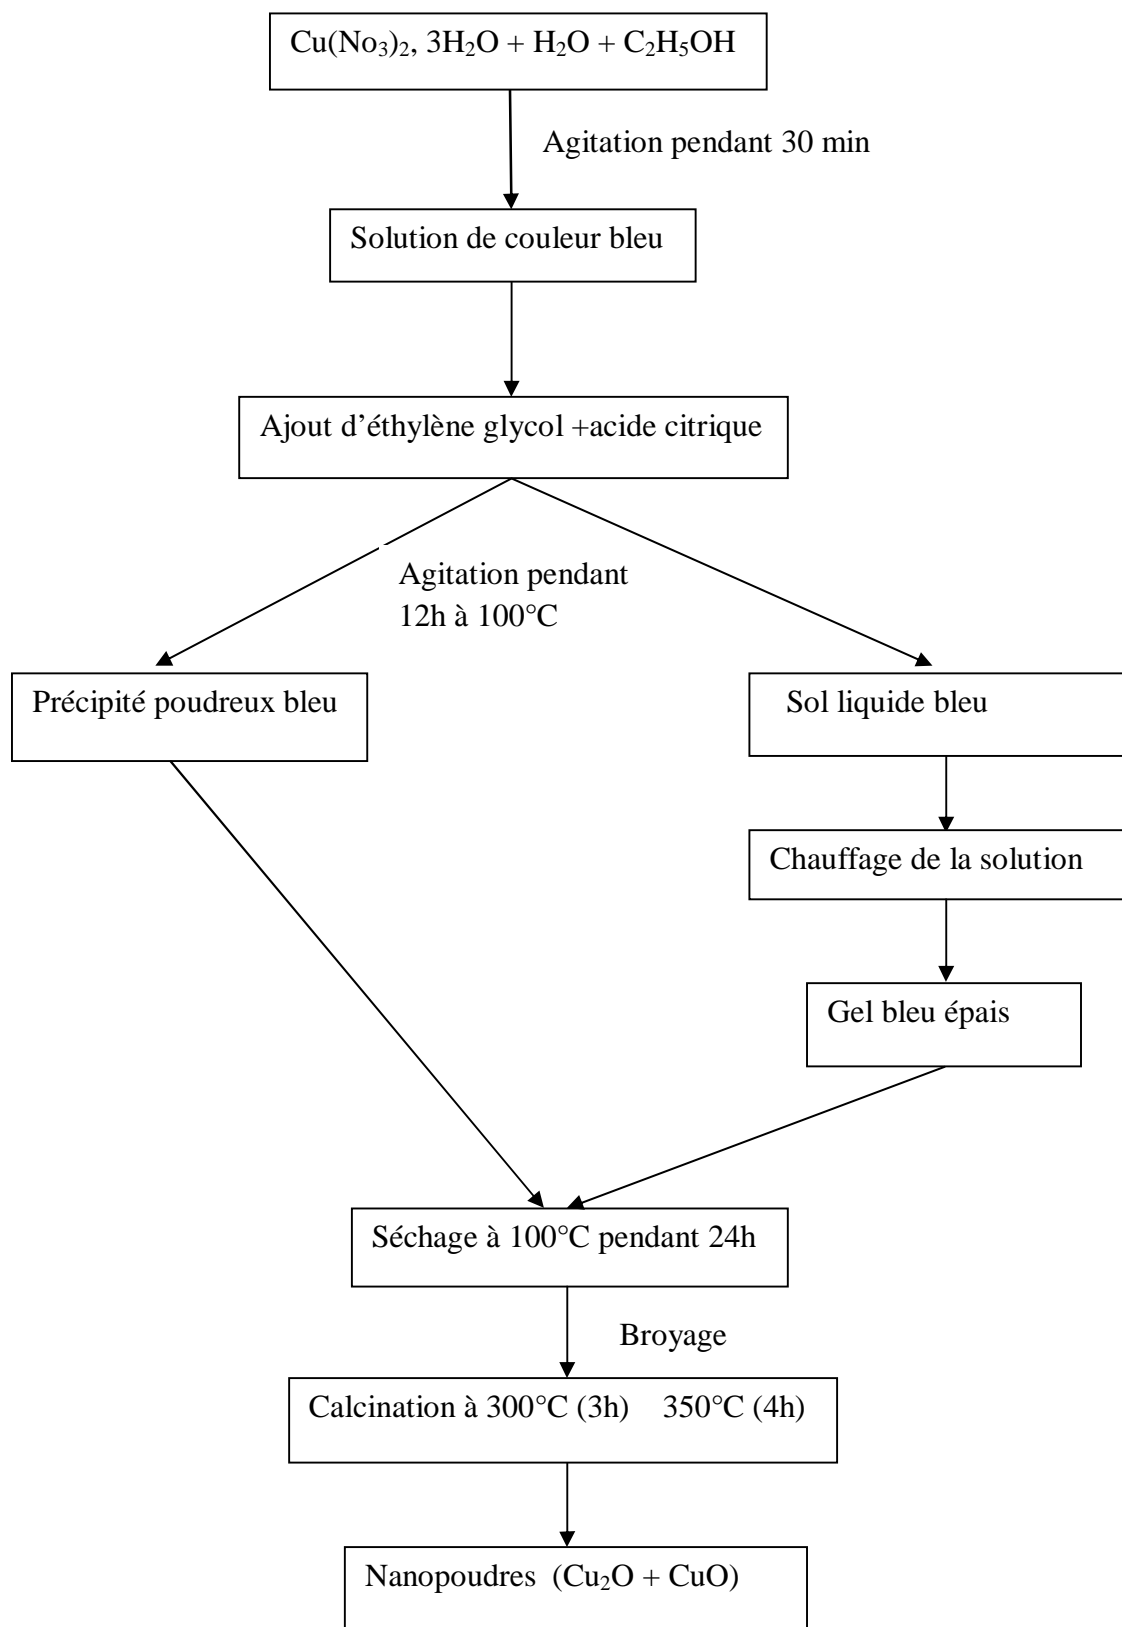 Cu(No₃)₂, 3H₂O + H₂O + C₂H₅OH
Agitation pendant 30 min
Solution de couleur bleu
Ajout d’éthylène glycol +acide citrique
Agitation pendant
12h à 100°C
Précipité poudreux bleu
Sol liquide bleu
Chauffage de la solution
Gel bleu épais
Séchage à 100°C pendant 24h
Broyage
Calcination à 300°C (3h) 350°C (4h)
Nanopoudres (Cu₂O + CuO)